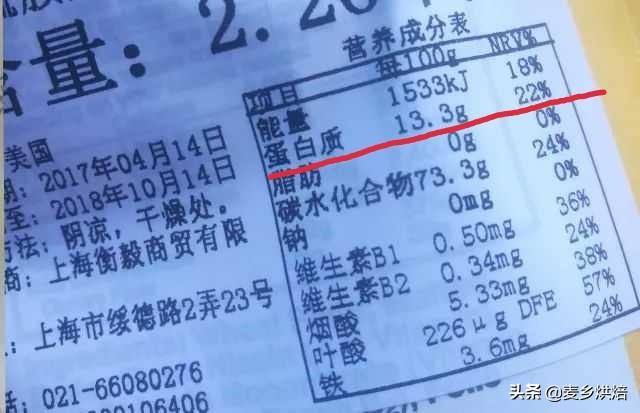 含量: 2.26
营养成分表
项目 每100g NRV%
能量 1533kJ 18%
蛋白质 13.3g 22%
脂肪 0g 0%
碳水化合物73.3g 24%
钠 0mg 0%
维生素B1 0.50mg 36%
维生素B2 0.34mg 24%
烟酸 5.33mg 38%
叶酸 226μg DFE 57%
铁 3.6mg 24%
美国
期: 2017年04月14日
至: 2018年10月14日
方法: 阴凉,干燥处。
商: 上海衡毅商贸有限
: 上海市绥德路2弄23号
: 021-66080276
头条 @麦乡烘焙